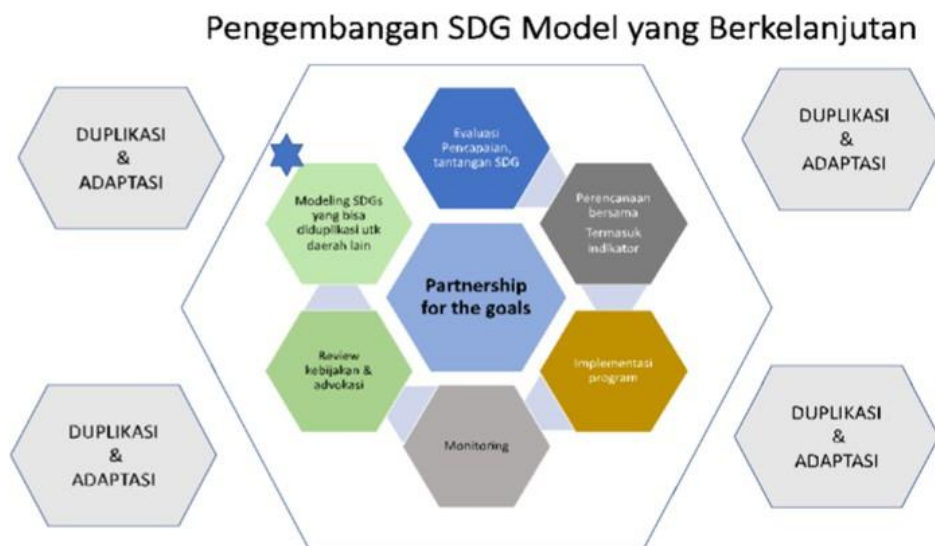 Pengembangan SDG Model yang Berkelanjutan
DUPLIKASI
&
ADAPTASI
DUPLIKASI
&
ADAPTASI
Evaluasi
Pencapaian,
tantangan SDG
Modeling SDGs
yang bisa
diduplikasi utk
daerah lain
Perencanaan
bersama
Termasuk
indikator
Partnership
for the goals
Review
kebijakan &
advokasi
Implementasi
program
Monitoring
DUPLIKASI
&
ADAPTASI
DUPLIKASI
&
ADAPTASI